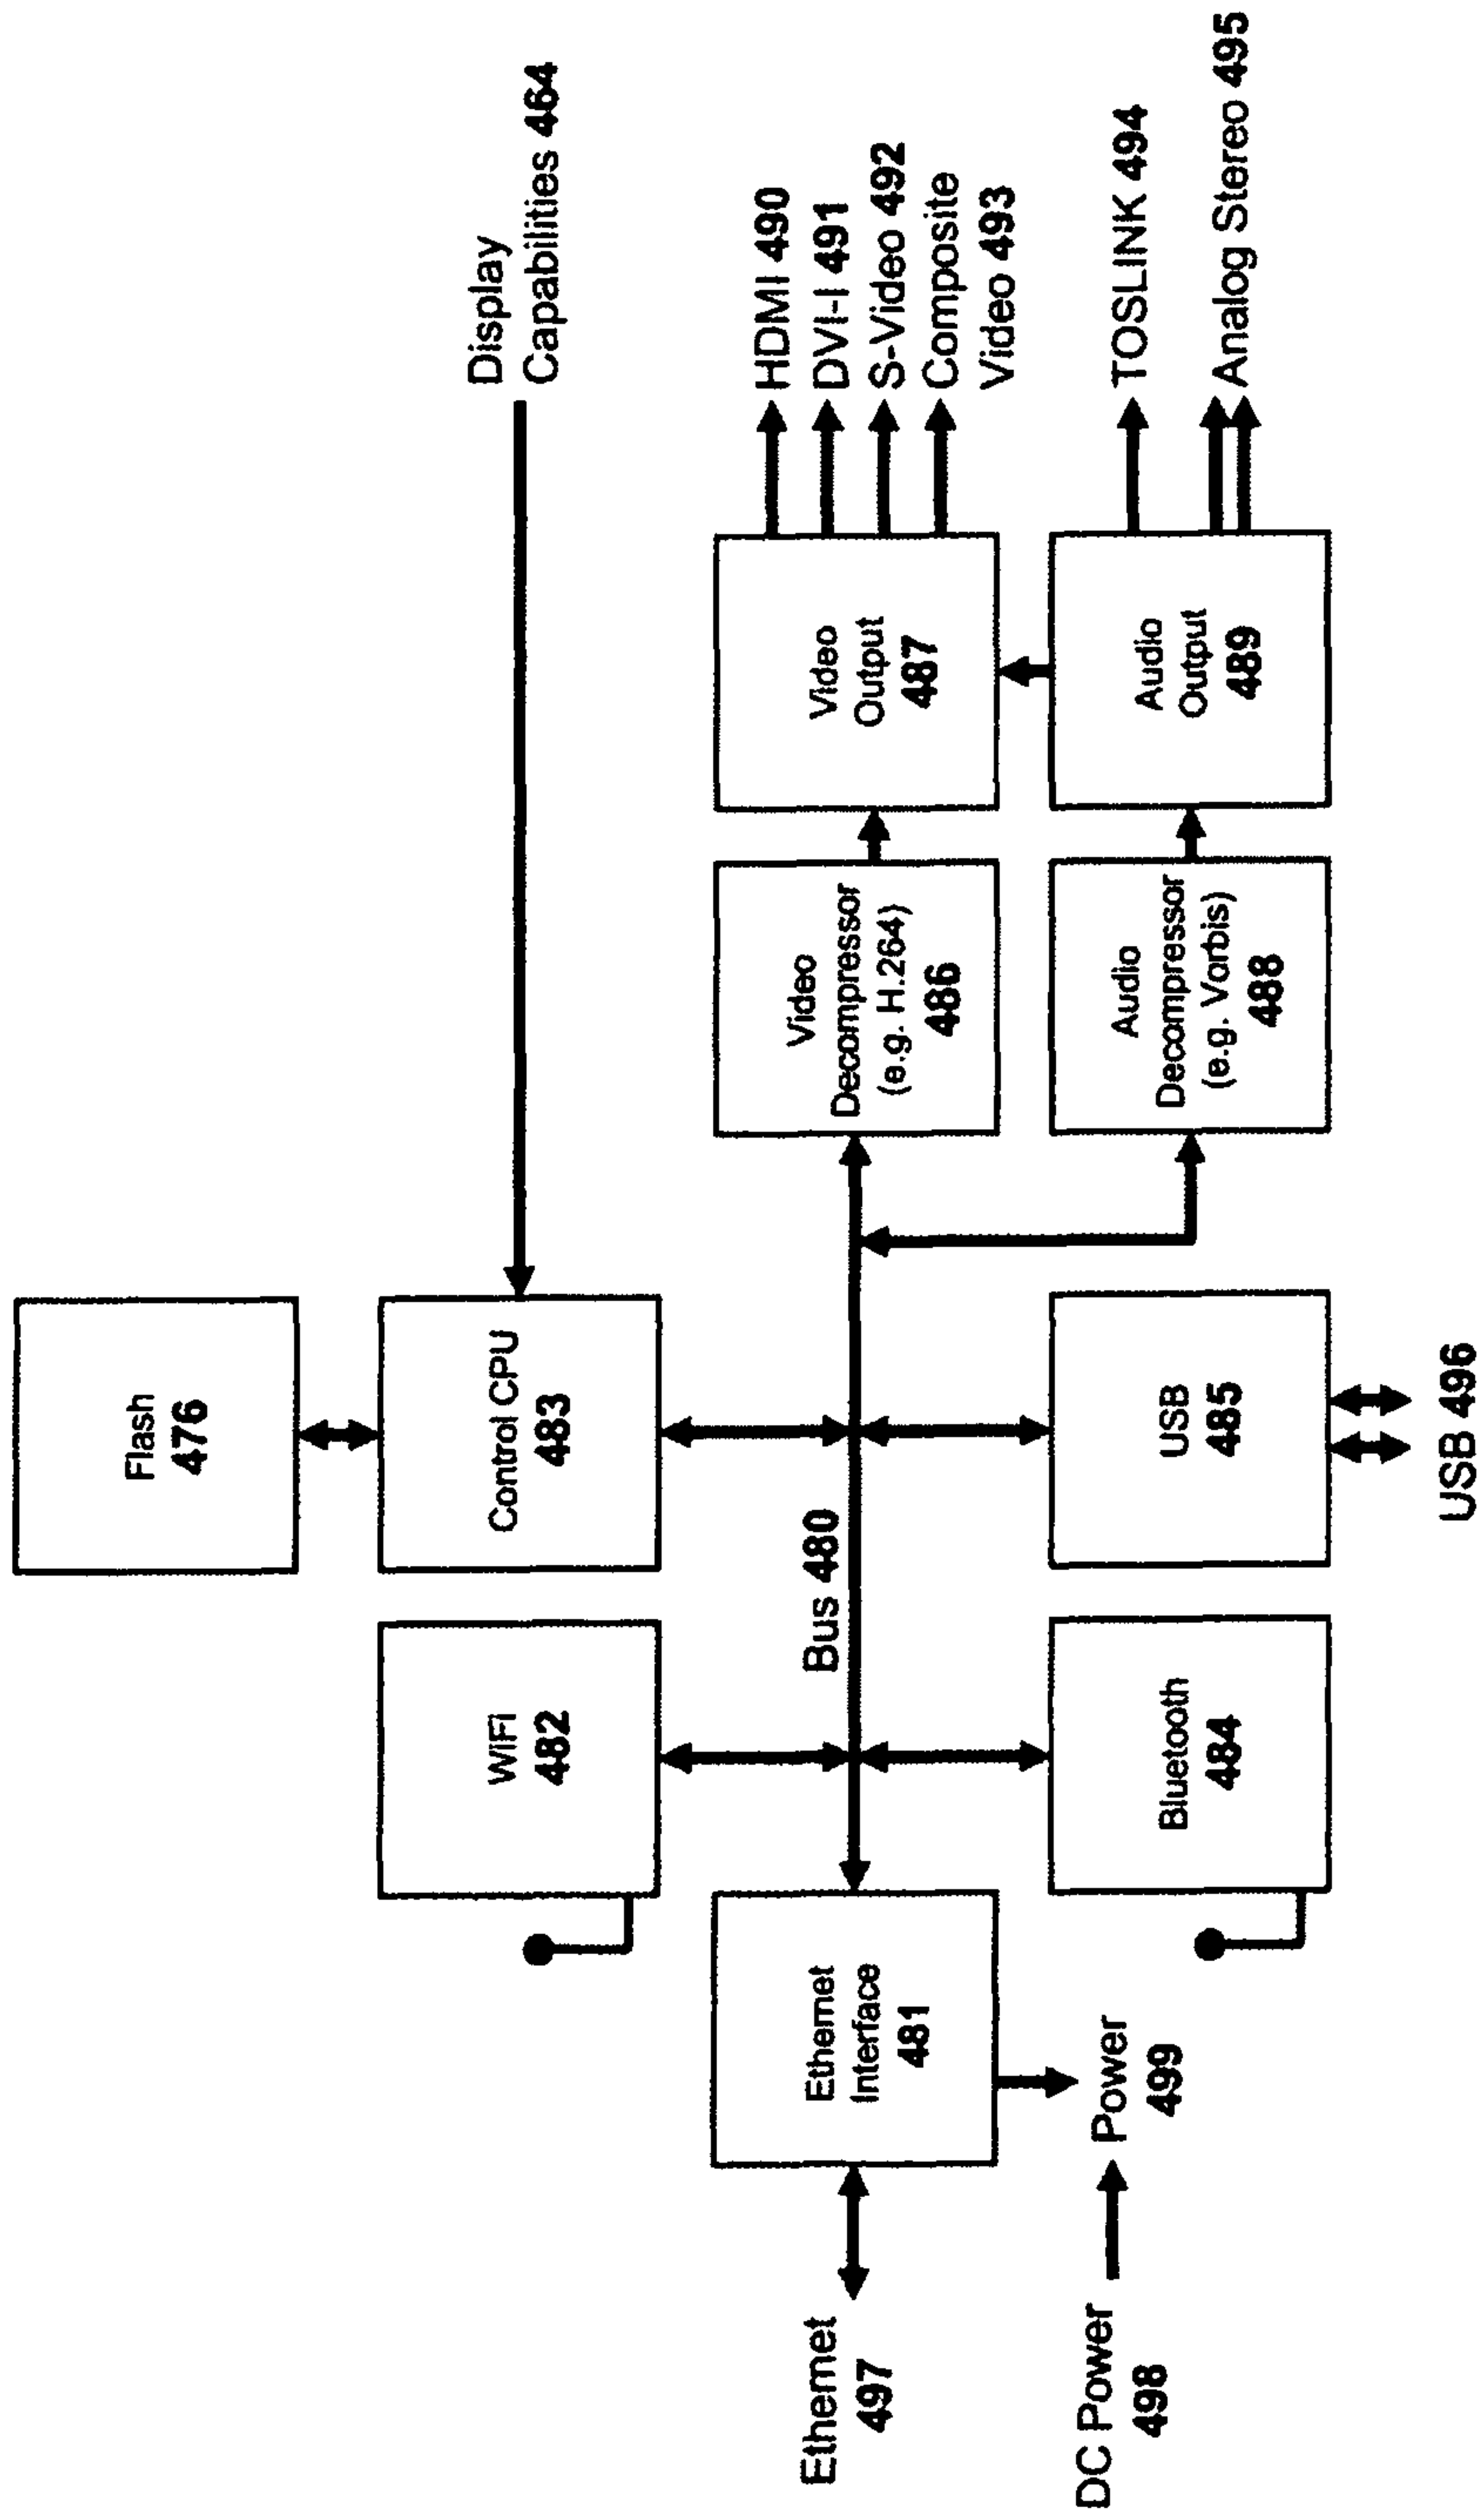 Flash
476
Display
Capabilities 464
WiFi
482
Control CPU
483
Bus 480
Ethernet
497
Ethernet
Interface
481
Video
Decompressor
(e.g. H.264)
486
Video
Output
487
HDMI 490
DVI-I 491
S-Video 492
Composite
Video 493
DC Power
498
Power
499
Bluetooth
484
USB
485
Audio
Decompressor
(e.g. Vorbis)
488
Audio
Output
489
TOSLINK 494
Analog Stereo 495
USB 496